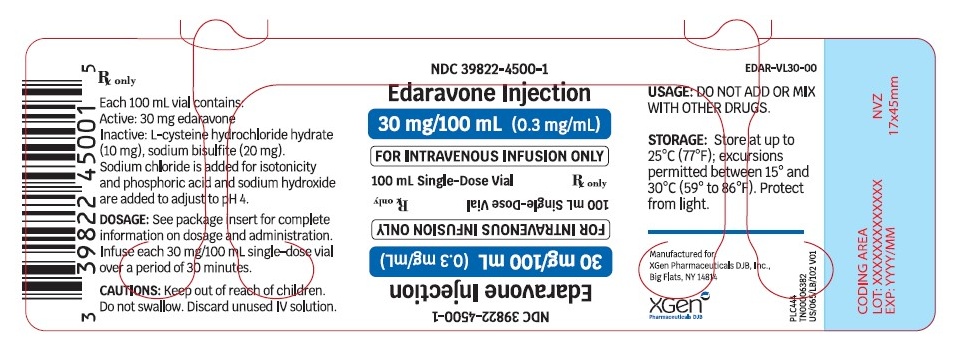 3 39822 45001 5
Rx only
Each 100 mL vial contains:
Active: 30 mg edaravone
Inactive: L-cysteine hydrochloride hydrate
(10 mg), sodium bisulfite (20 mg).
Sodium chloride is added for isotonicity
and phosphoric acid and sodium hydroxide
are added to adjust to pH 4.
DOSAGE: See package insert for complete
information on dosage and administration.
Infuse each 30 mg/100 mL single-dose vial
over a period of 30 minutes.
CAUTIONS: Keep out of reach of children.
Do not swallow. Discard unused IV solution.
NDC 39822-4500-1
Edaravone Injection
30 mg/100 mL (0.3 mg/mL)
FOR INTRAVENOUS INFUSION ONLY
100 mL Single-Dose Vial Rx only
100 mL Single-Dose Vial Rx only
FOR INTRAVENOUS INFUSION ONLY
30 mg/100 mL (0.3 mg/mL)
Edaravone Injection
NDC 39822-4500-1
EDAR-VL30-00
USAGE: DO NOT ADD OR MIX
WITH OTHER DRUGS.
STORAGE: Store at up to
25°C (77°F); excursions
permitted between 15° and
30°C (59° to 86°F). Protect
from light.
Manufactured for
XGen Pharmaceuticals DJB, Inc.,
Big Flats, NY 14814
XGen
Pharmaceuticals DJB
PLC444
TN00006382
US/065/LB/102 V01
CODING AREA
LOT: XXXXXXXXXXXXXXX
EXP: YYYY/MM
NVZ
17x45mm